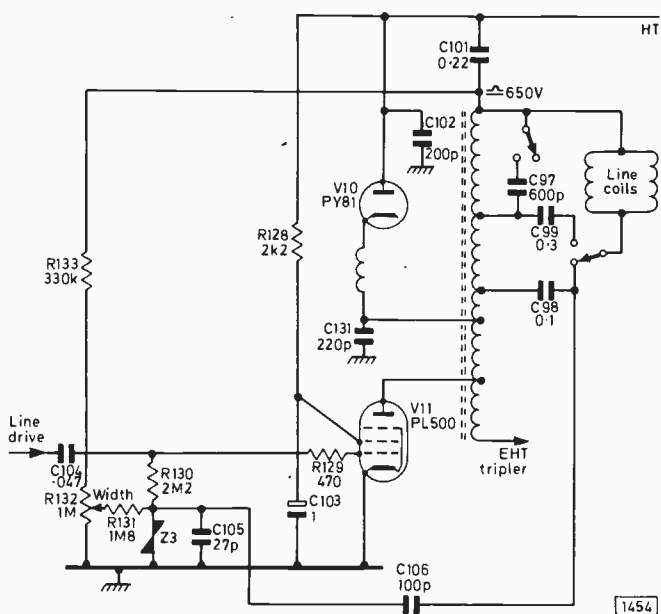 HT
C101
0·22
650V
C102
200p
V10
PY81
C97
600p
Line
coils
C99
0·3
R128
2k2
R133
330k
C98
0·1
C131
220p
V11
PL500
Line
drive
EHT
tripler
C104
·047
R130
2M2
R129
470
R132
1M
Width
R131
1M8
Z3
C105
27p
C103
1
C106
100p
1454